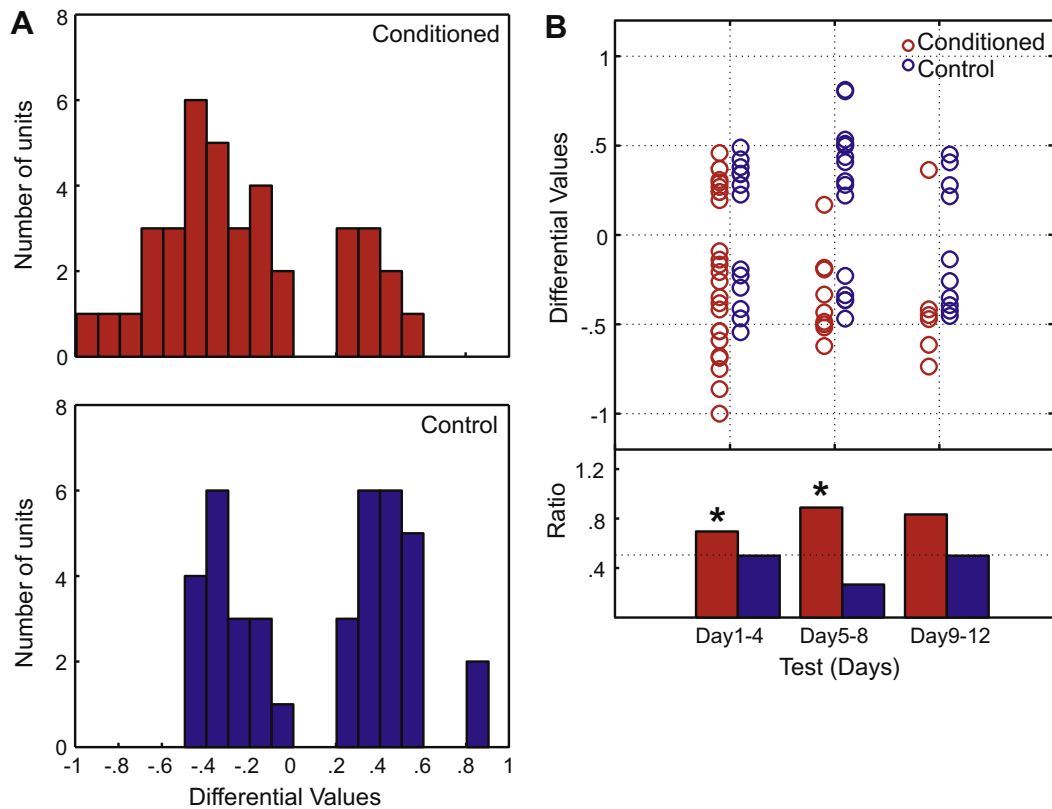 A
Conditioned
8
6
4
2
0
Number of units
Control
8
6
4
2
0
Number of units
-1 -.8 -.6 -.4 -.2 0 .2 .4 .6 .8 1
Differential Values
B
Conditioned
Control
1
.5
0
-.5
-1
Differential Values
1.2
.8
.4
Ratio
* *
Day1-4 Day5-8 Day9-12
Test (Days)